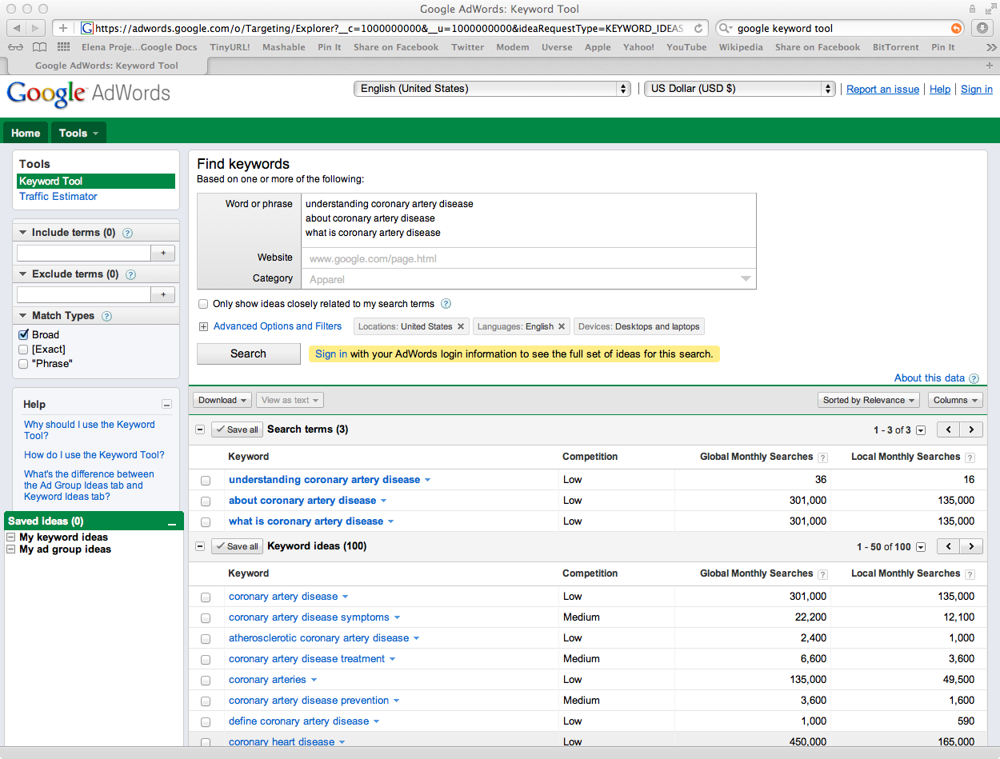 Google AdWords: Keyword Tool
https://adwords.google.com/o/Targeting/Explorer?__c=1000000000&__u=1000000000&ideaRequestType=KEYWORD_IDEAS
google keyword tool
Elena Proje...Google Docs TinyURL! Mashable Pin It Share on Facebook Twitter Modem Uverse Apple Yahoo! YouTube Wikipedia Share on Facebook BitTorrent Pin It
Google AdWords: Keyword Tool
Google AdWords
English (United States) | US Dollar (USD $) | Report an issue | Help | Sign in
Home Tools
Tools
Keyword Tool
Traffic Estimator
Include terms (0) ?
+
Exclude terms (0) ?
+
Match Types ?
Broad
[Exact]
"Phrase"
Help
Why should I use the Keyword
Tool?
How do I use the Keyword Tool?
What's the difference between
the Ad Group Ideas tab and
Keyword Ideas tab?
Saved ideas (0)
My keyword ideas
My ad group ideas
Find keywords
Based on one or more of the following:
Word or phrase understanding coronary artery disease
about coronary artery disease
what is coronary artery disease
Website www.google.com/page.html
Category Apparel
Only show ideas closely related to my search terms ?
Advanced Options and Filters Locations: United States × Languages: English × Devices: Desktops and laptops
Search Sign in with your AdWords login information to see the full set of ideas for this search.
About this data ?
Download View as text Sorted by Relevance Columns
Save all Search terms (3) 1 - 3 of 3
Keyword Competition Global Monthly Searches ? Local Monthly Searches ?
understanding coronary artery disease Low 36 16
about coronary artery disease Low 301,000 135,000
what is coronary artery disease Low 301,000 135,000
Save all Keyword ideas (100) 1 - 50 of 100
Keyword Competition Global Monthly Searches ? Local Monthly Searches ?
coronary artery disease Low 301,000 135,000
coronary artery disease symptoms Medium 22,200 12,100
atherosclerotic coronary artery disease Low 2,400 1,000
coronary artery disease treatment Medium 6,600 3,600
coronary arteries Low 135,000 49,500
coronary artery disease prevention Medium 3,600 1,600
define coronary artery disease Low 1,000 590
coronary heart disease Low 450,000 165,000